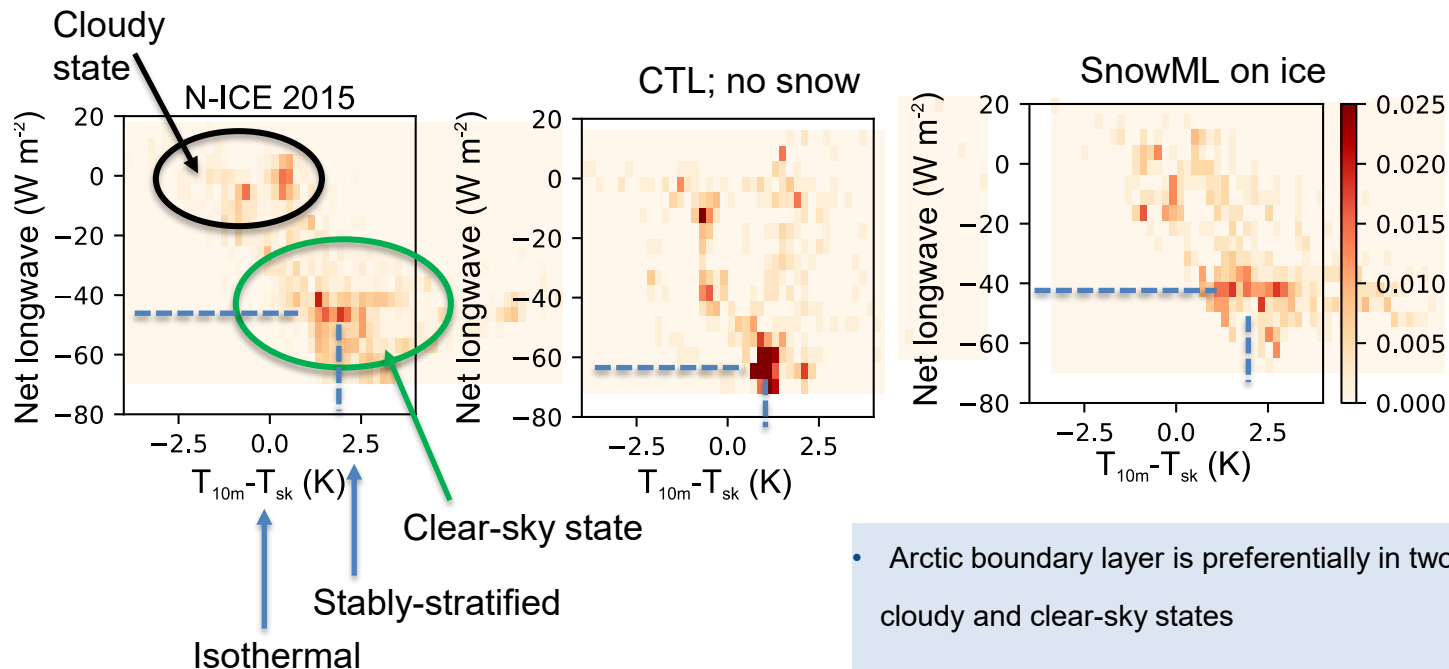 Cloudy
state
N-ICE 2015
CTL; no snow
SnowML on ice
Net longwave (W m⁻²)
20
0
−20
−40
−60
−80
−2.5 0.0 2.5
T₁₀ₘ-Tₛₖ (K)
Net longwave (W m⁻²)
20
0
−20
−40
−60
−80
−2.5 0.0 2.5
T₁₀ₘ-Tₛₖ (K)
Net longwave (W m⁻²)
20
0
−20
−40
−60
−80
−2.5 0.0 2.5
T₁₀ₘ-Tₛₖ (K)
0.025
0.020
0.015
0.010
0.005
0.000
Clear-sky state
Stably-stratified
Isothermal
• Arctic boundary layer is preferentially in two
cloudy and clear-sky states